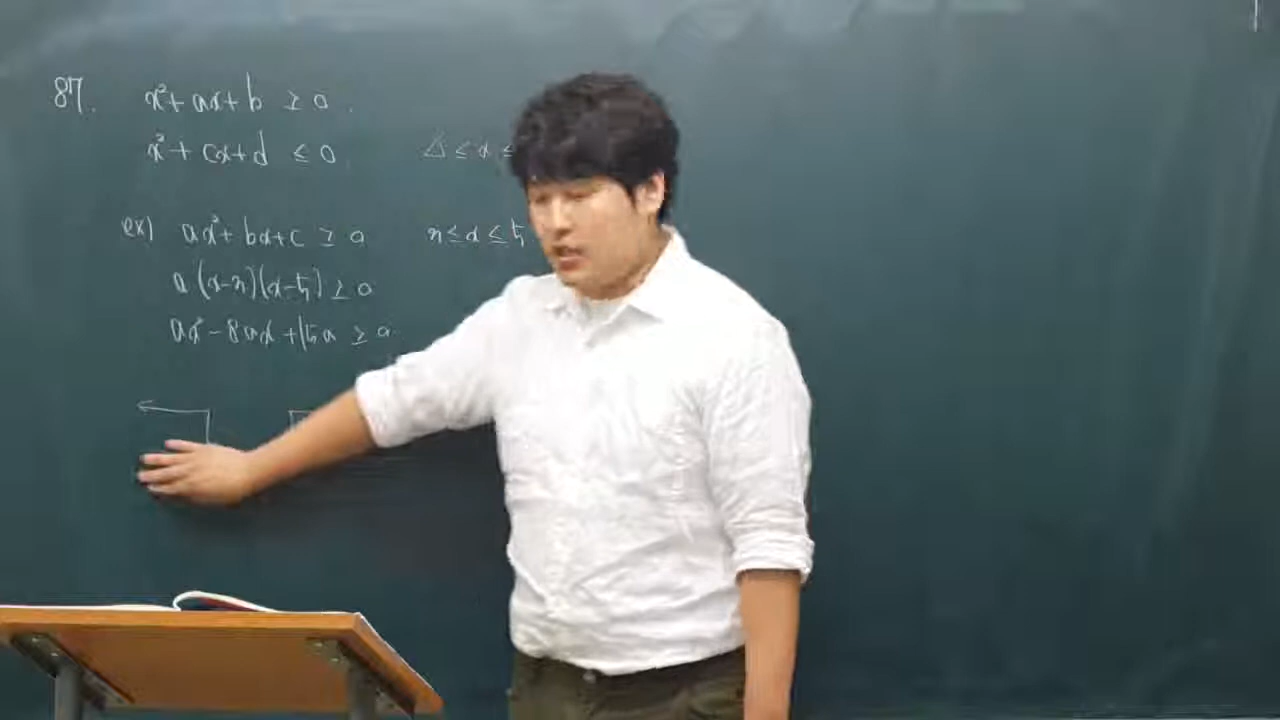 87. x²+ax+b ≥0.
x²+cx+d ≤0 △≤x≤
ex) ax²+bx+c ≥0 3≤x≤5
a(x-3)(x-5)≥0
ax²-8ax+15a ≥0